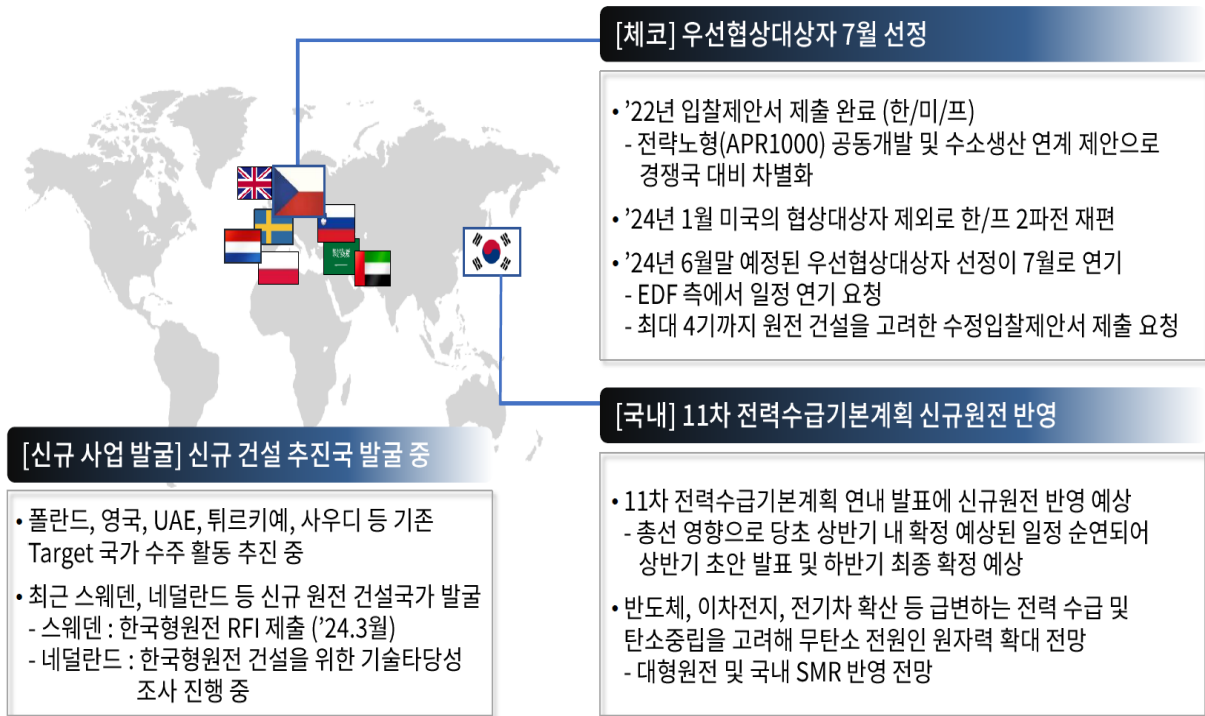 [체코] 우선협상대상자 7월 선정
• ’22년 입찰제안서 제출 완료 (한/미/프)
- 전략노형(APR1000) 공동개발 및 수소생산 연계 제안으로
경쟁국 대비 차별화
• ’24년 1월 미국의 협상대상자 제외로 한/프 2파전 재편
• ’24년 6월말 예정된 우선협상대상자 선정이 7월로 연기
- EDF 측에서 일정 연기 요청
- 최대 4기까지 원전 건설을 고려한 수정입찰제안서 제출 요청
[국내] 11차 전력수급기본계획 신규원전 반영
• 11차 전력수급기본계획 연내 발표에 신규원전 반영 예상
- 총선 영향으로 당초 상반기 내 확정 예상된 일정 순연되어
상반기 초안 발표 및 하반기 최종 확정 예상
• 반도체, 이차전지, 전기차 확산 등 급변하는 전력 수급 및
탄소중립을 고려해 무탄소 전원인 원자력 확대 전망
- 대형원전 및 국내 SMR 반영 전망
[신규 사업 발굴] 신규 건설 추진국 발굴 중
• 폴란드, 영국, UAE, 튀르키예, 사우디 등 기존
Target 국가 수주 활동 추진 중
• 최근 스웨덴, 네덜란드 등 신규 원전 건설국가 발굴
- 스웨덴 : 한국형원전 RFI 제출 (’24.3월)
- 네덜란드 : 한국형원전 건설을 위한 기술타당성
조사 진행 중